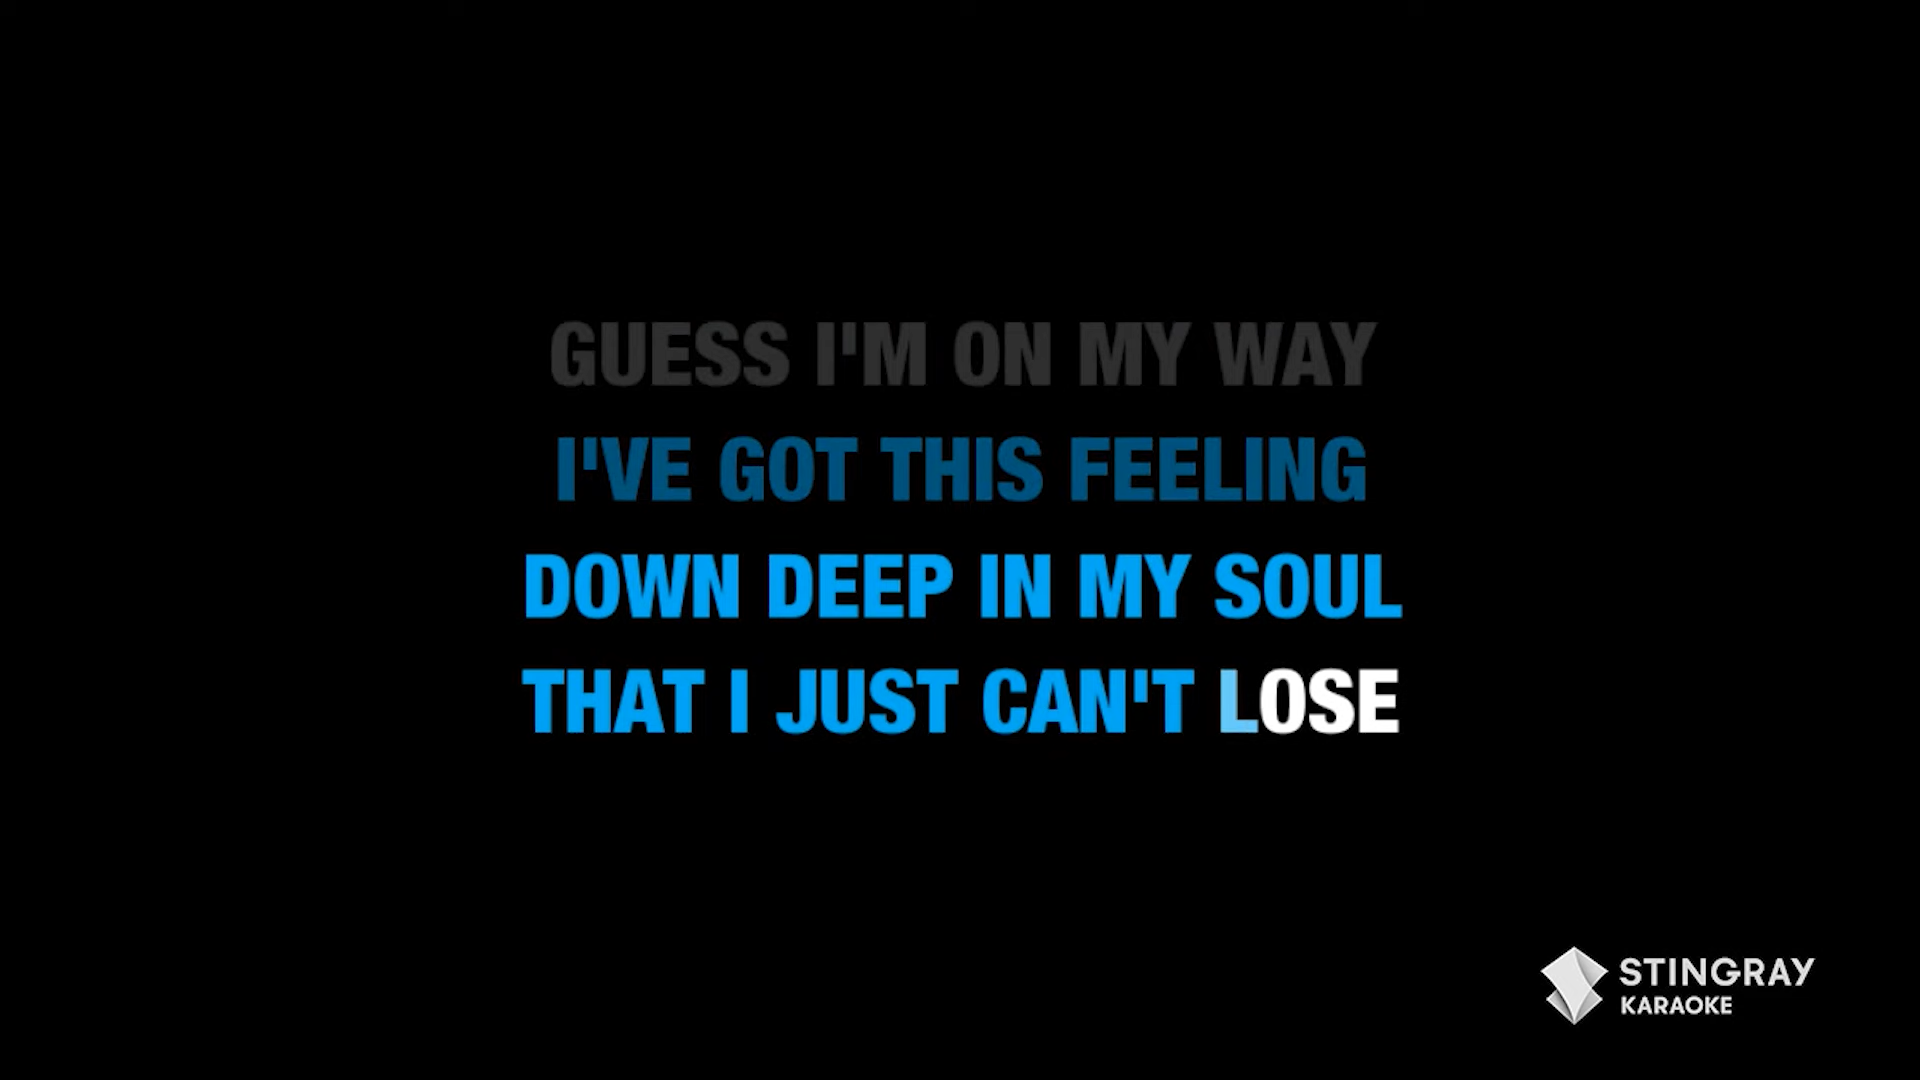 GUESS I'M ON MY WAY
I'VE GOT THIS FEELING
DOWN DEEP IN MY SOUL
THAT I JUST CAN'T LOSE
STINGRAY
KARAOKE